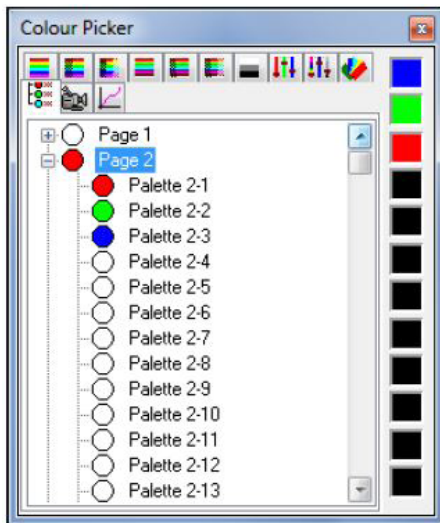 Colour Picker
Page 1
Page 2
Palette 2-1
Palette 2-2
Palette 2-3
Palette 2-4
Palette 2-5
Palette 2-6
Palette 2-7
Palette 2-8
Palette 2-9
Palette 2-10
Palette 2-11
Palette 2-12
Palette 2-13